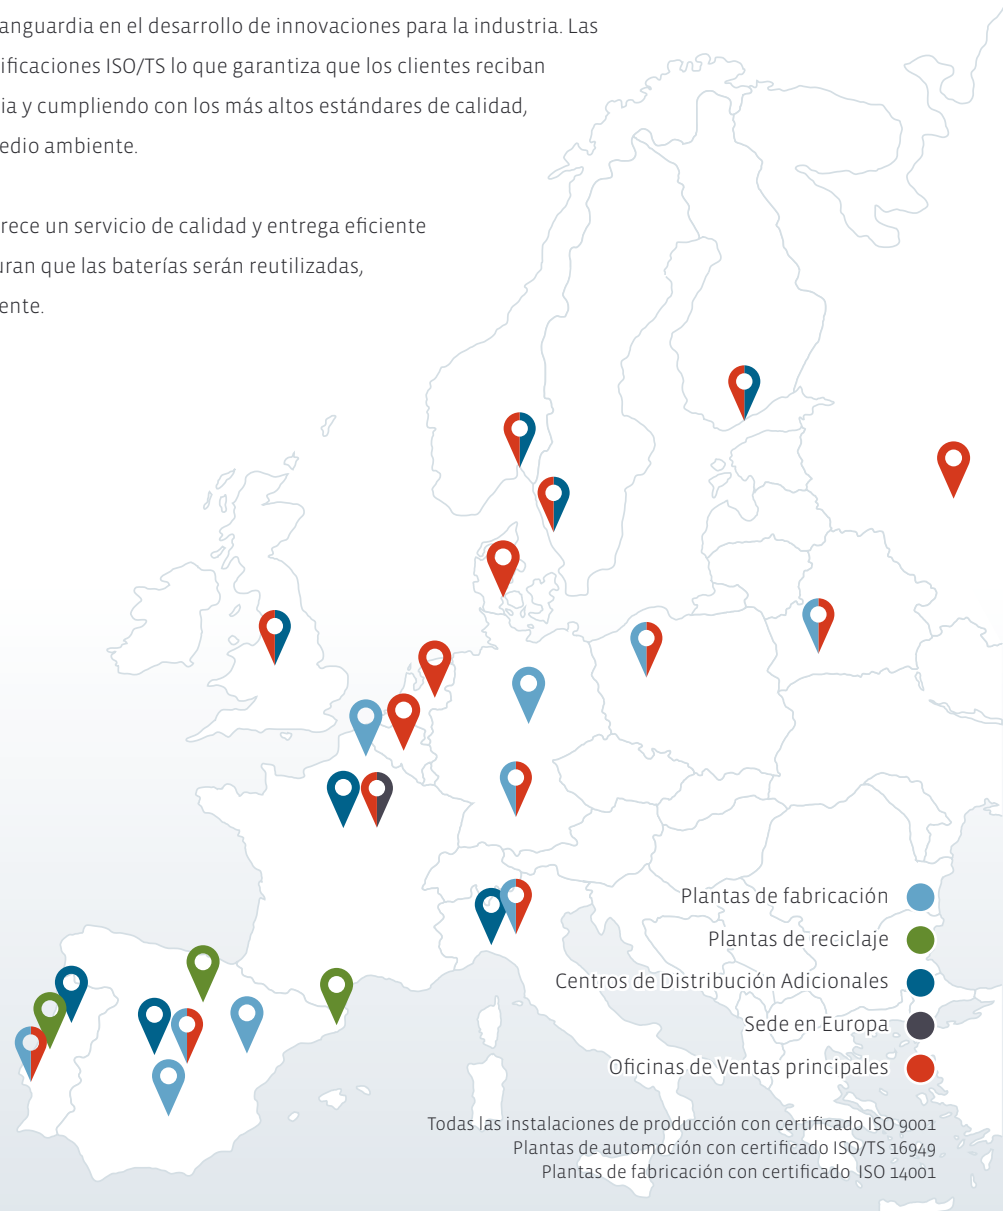 anguardia en el desarrollo de innovaciones para la industria. Las
ificaciones ISO/TS lo que garantiza que los clientes reciban
ia y cumpliendo con los más altos estándares de calidad,
edio ambiente.
rece un servicio de calidad y entrega eficiente
uran que las baterías serán reutilizadas,
ente.
Plantas de fabricación
Plantas de reciclaje
Centros de Distribución Adicionales
Sede en Europa
Oficinas de Ventas principales
Todas las instalaciones de producción con certificado ISO 9001
Plantas de automoción con certificado ISO/TS 16949
Plantas de fabricación con certificado ISO 14001